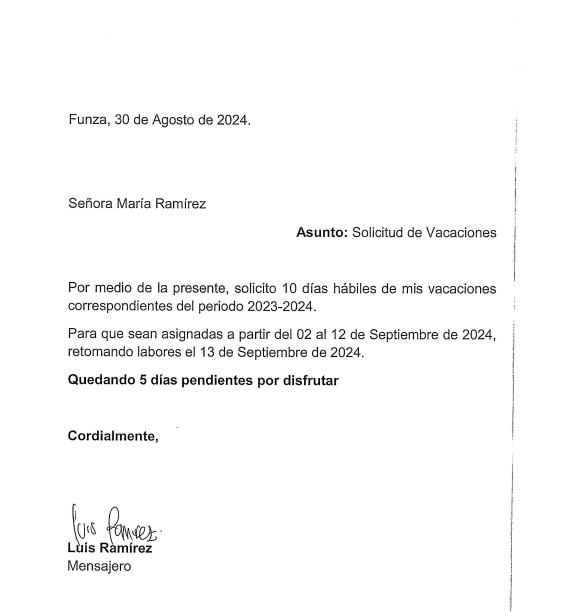 Funza, 30 de Agosto de 2024.
Señora María Ramírez
Asunto: Solicitud de Vacaciones
Por medio de la presente, solicito 10 días hábiles de mis vacaciones
correspondientes del periodo 2023-2024.
Para que sean asignadas a partir del 02 al 12 de Septiembre de 2024,
retomando labores el 13 de Septiembre de 2024.
Quedando 5 días pendientes por disfrutar
Cordialmente,
Luis Ramirez
Luis Ramírez
Mensajero